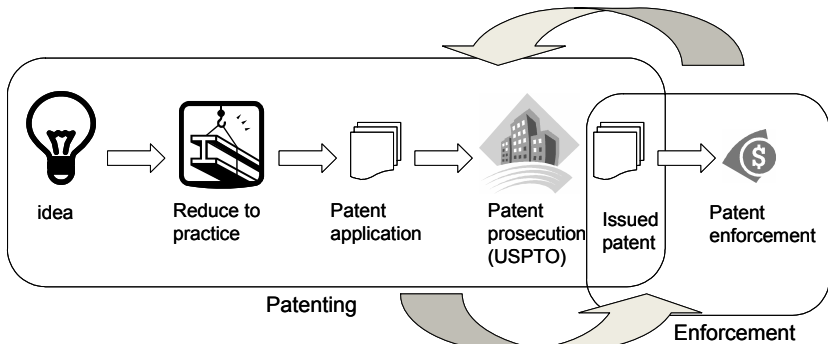 idea
Reduce to
practice
Patent
application
Patent
prosecution
(USPTO)
Issued
patent
$
Patent
enforcement
Patenting
Enforcement